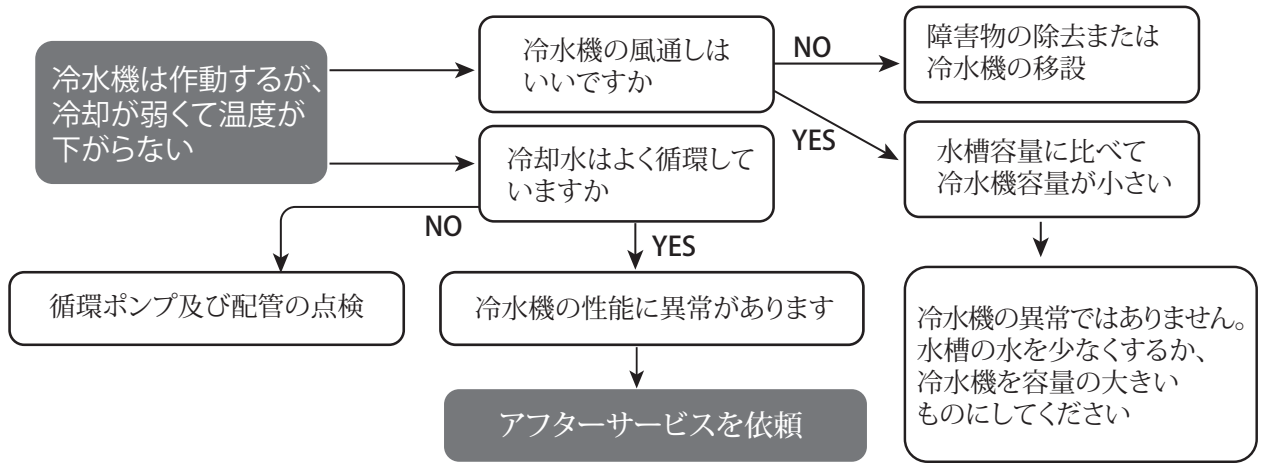 冷水機は作動するが、
冷却が弱くて温度が
下がらない
冷水機の風通しは
いいですか
NO
障害物の除去または
冷水機の移設
YES
水槽容量に比べて
冷水機容量が小さい
冷却水はよく循環して
いますか
NO
YES
循環ポンプ及び配管の点検
冷水機の性能に異常があります
冷水機の異常ではありません。
水槽の水を少なくするか、
冷水機を容量の大きい
ものにしてください
アフターサービスを依頼